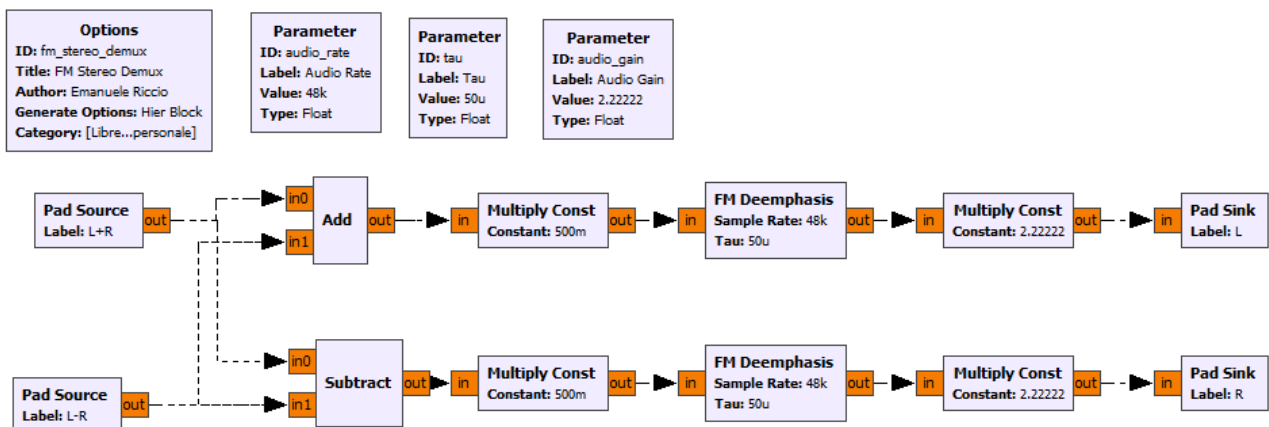 Options
ID: fm_stereo_demux
Title: FM Stereo Demux
Author: Emanuele Riccio
Generate Options: Hier Block
Category: [Libre...personale]
Parameter
ID: audio_rate
Label: Audio Rate
Value: 48k
Type: Float
Parameter
ID: tau
Label: Tau
Value: 50u
Type: Float
Parameter
ID: audio_gain
Label: Audio Gain
Value: 2.22222
Type: Float
Pad Source
Label: L+R
out
in0
in1
Add
out
in
Multiply Const
Constant: 500m
out
in
FM Deemphasis
Sample Rate: 48k
Tau: 50u
out
in
Multiply Const
Constant: 2.22222
out
in
Pad Sink
Label: L
Pad Source
Label: L-R
out
in0
in1
Subtract
out
in
Multiply Const
Constant: 500m
out
in
FM Deemphasis
Sample Rate: 48k
Tau: 50u
out
in
Multiply Const
Constant: 2.22222
out
in
Pad Sink
Label: R